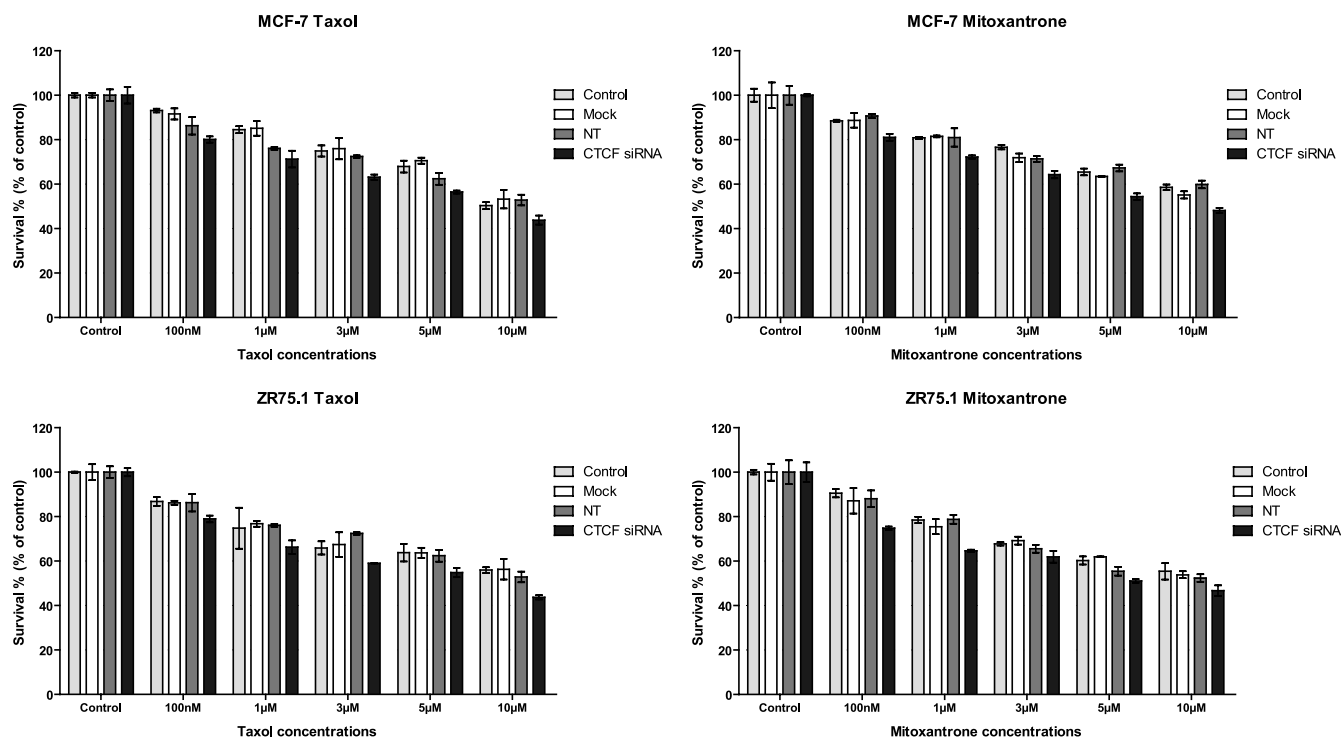 MCF-7 Taxol
120
100
80
60
40
20
0
Survival % (% of control)
Control 100nM 1µM 3µM 5µM 10µM
Taxol concentrations
Control
Mock
NT
CTCF siRNA
MCF-7 Mitoxantrone
120
100
80
60
40
20
0
Survival % (% of control)
Control 100nM 1µM 3µM 5µM 10µM
Mitoxantrone concentrations
Control
Mock
NT
CTCF siRNA
ZR75.1 Taxol
120
100
80
60
40
20
0
Survival % (% of control)
Control 100nM 1µM 3µM 5µM 10µM
Taxol concentrations
Control
Mock
NT
CTCF siRNA
ZR75.1 Mitoxantrone
120
100
80
60
40
20
0
Survival % (% of control)
Control 100nM 1µM 3µM 5µM 10µM
Mitoxantrone concentrations
Control
Mock
NT
CTCF siRNA